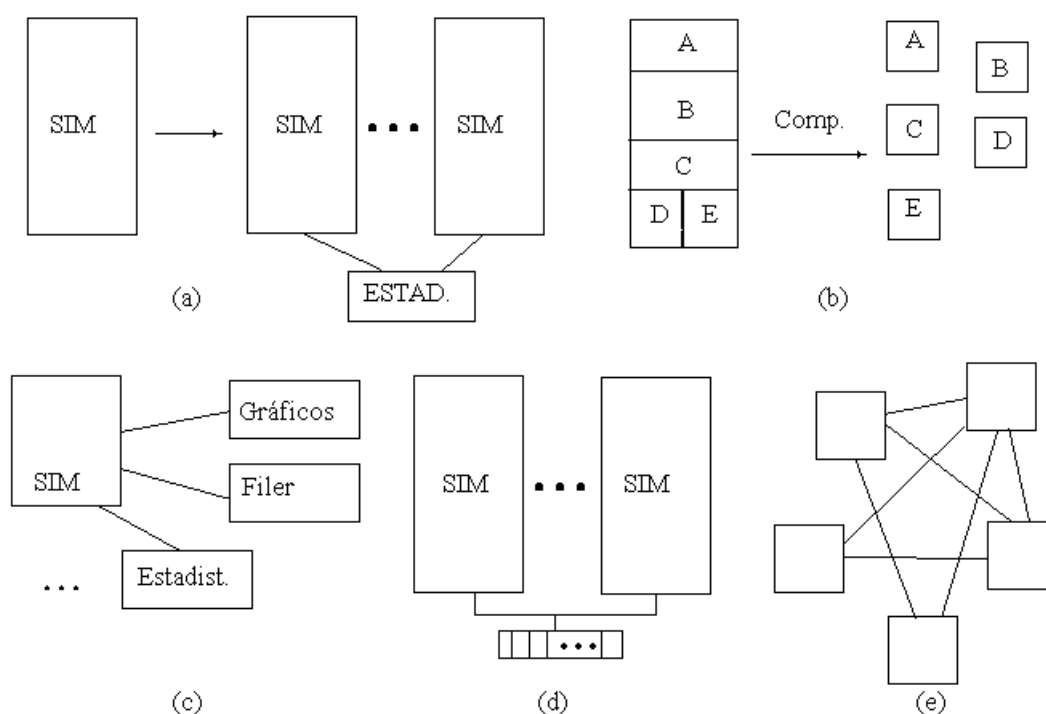 SIM
SIM
SIM
ESTAD.
(a)
A
B
C
D E
Comp.
A
B
C
D
E
(b)
SIM
Gráficos
Filer
Estadist.
(c)
SIM
SIM
(d)
(e)